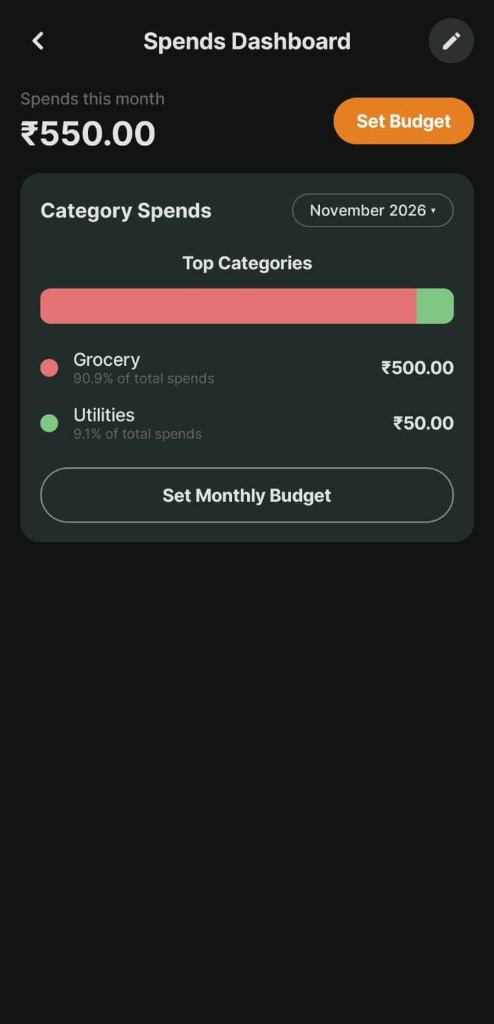 Spends Dashboard
Spends this month
₹550.00
Set Budget
Category Spends
November 2026 ▾
Top Categories
Grocery
₹500.00
90.9% of total spends
Utilities
₹50.00
9.1% of total spends
Set Monthly Budget